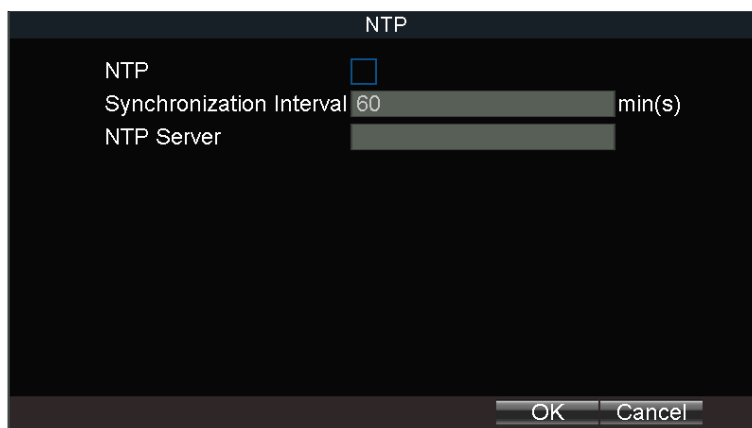 NTP
NTP
Synchronization Interval 60 min(s)
NTP Server
OK Cancel